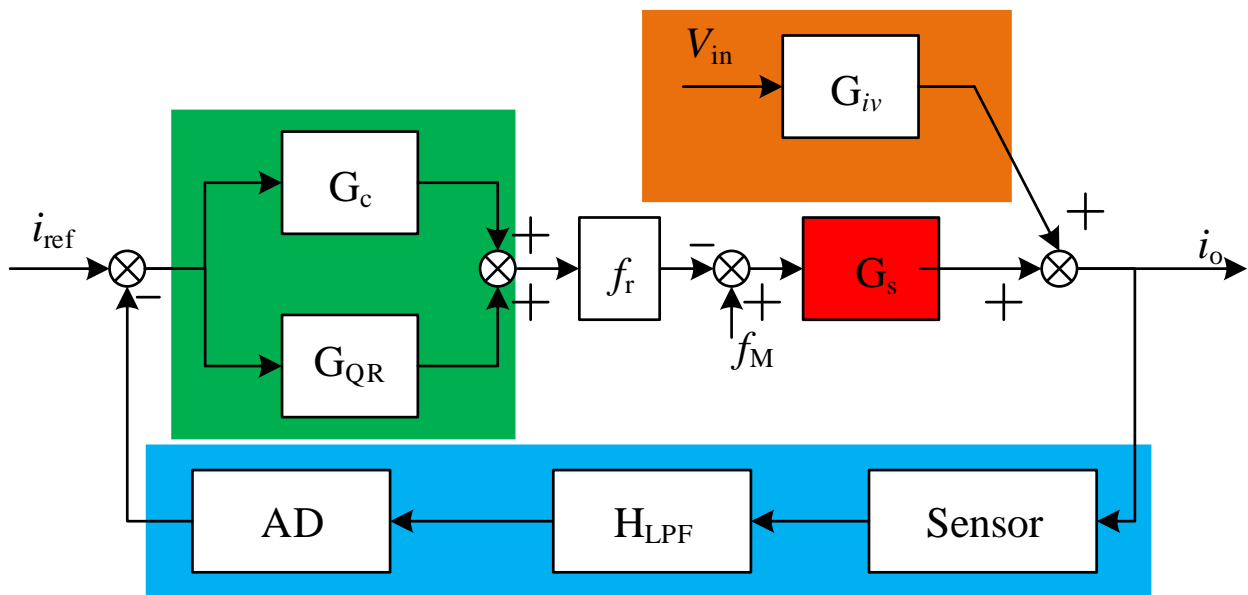 V_in
G_iv
G_c
i_ref
+
f_r
−
G_s
+
i_o
−
+
+
+
f_M
G_QR
AD
H_LPF
Sensor